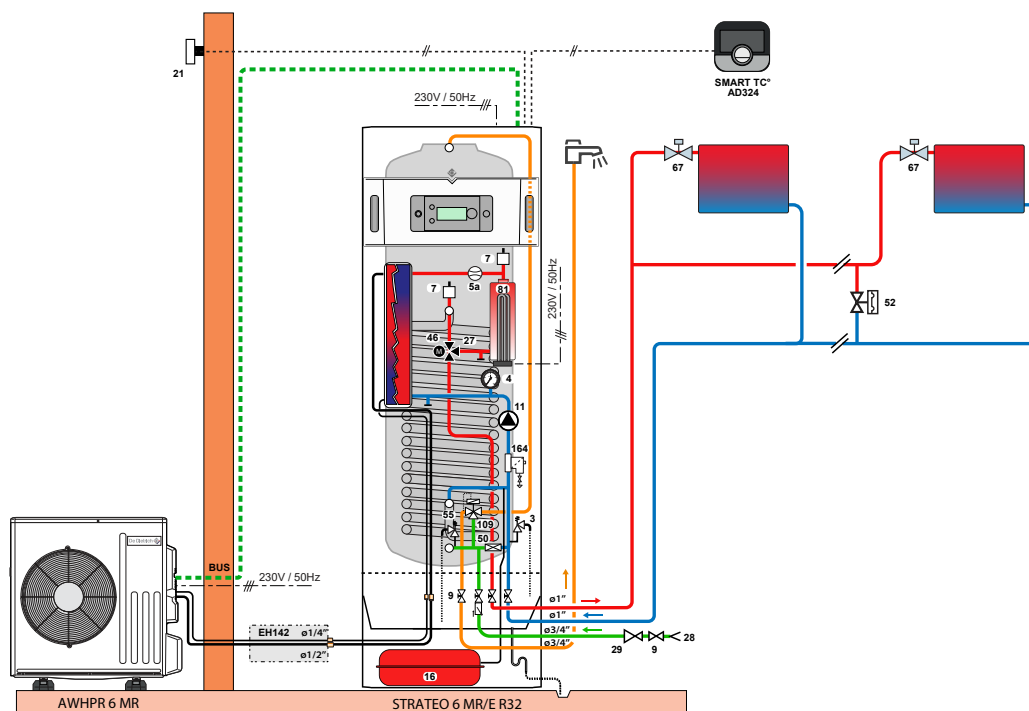 21
230V / 50Hz
SMART TC°
AD324
67
67
7
5a
7
81
230V / 50Hz
52
46
27
M
4
11
164
55
109
3
50
De Dietrich
BUS
230V / 50Hz
9
ø1"
ø1"
EH142 ø1/4"
ø1/2"
ø3/4"
ø3/4"
29
9
28
16
AWHPR 6 MR
STRATEO 6 MR/E R32